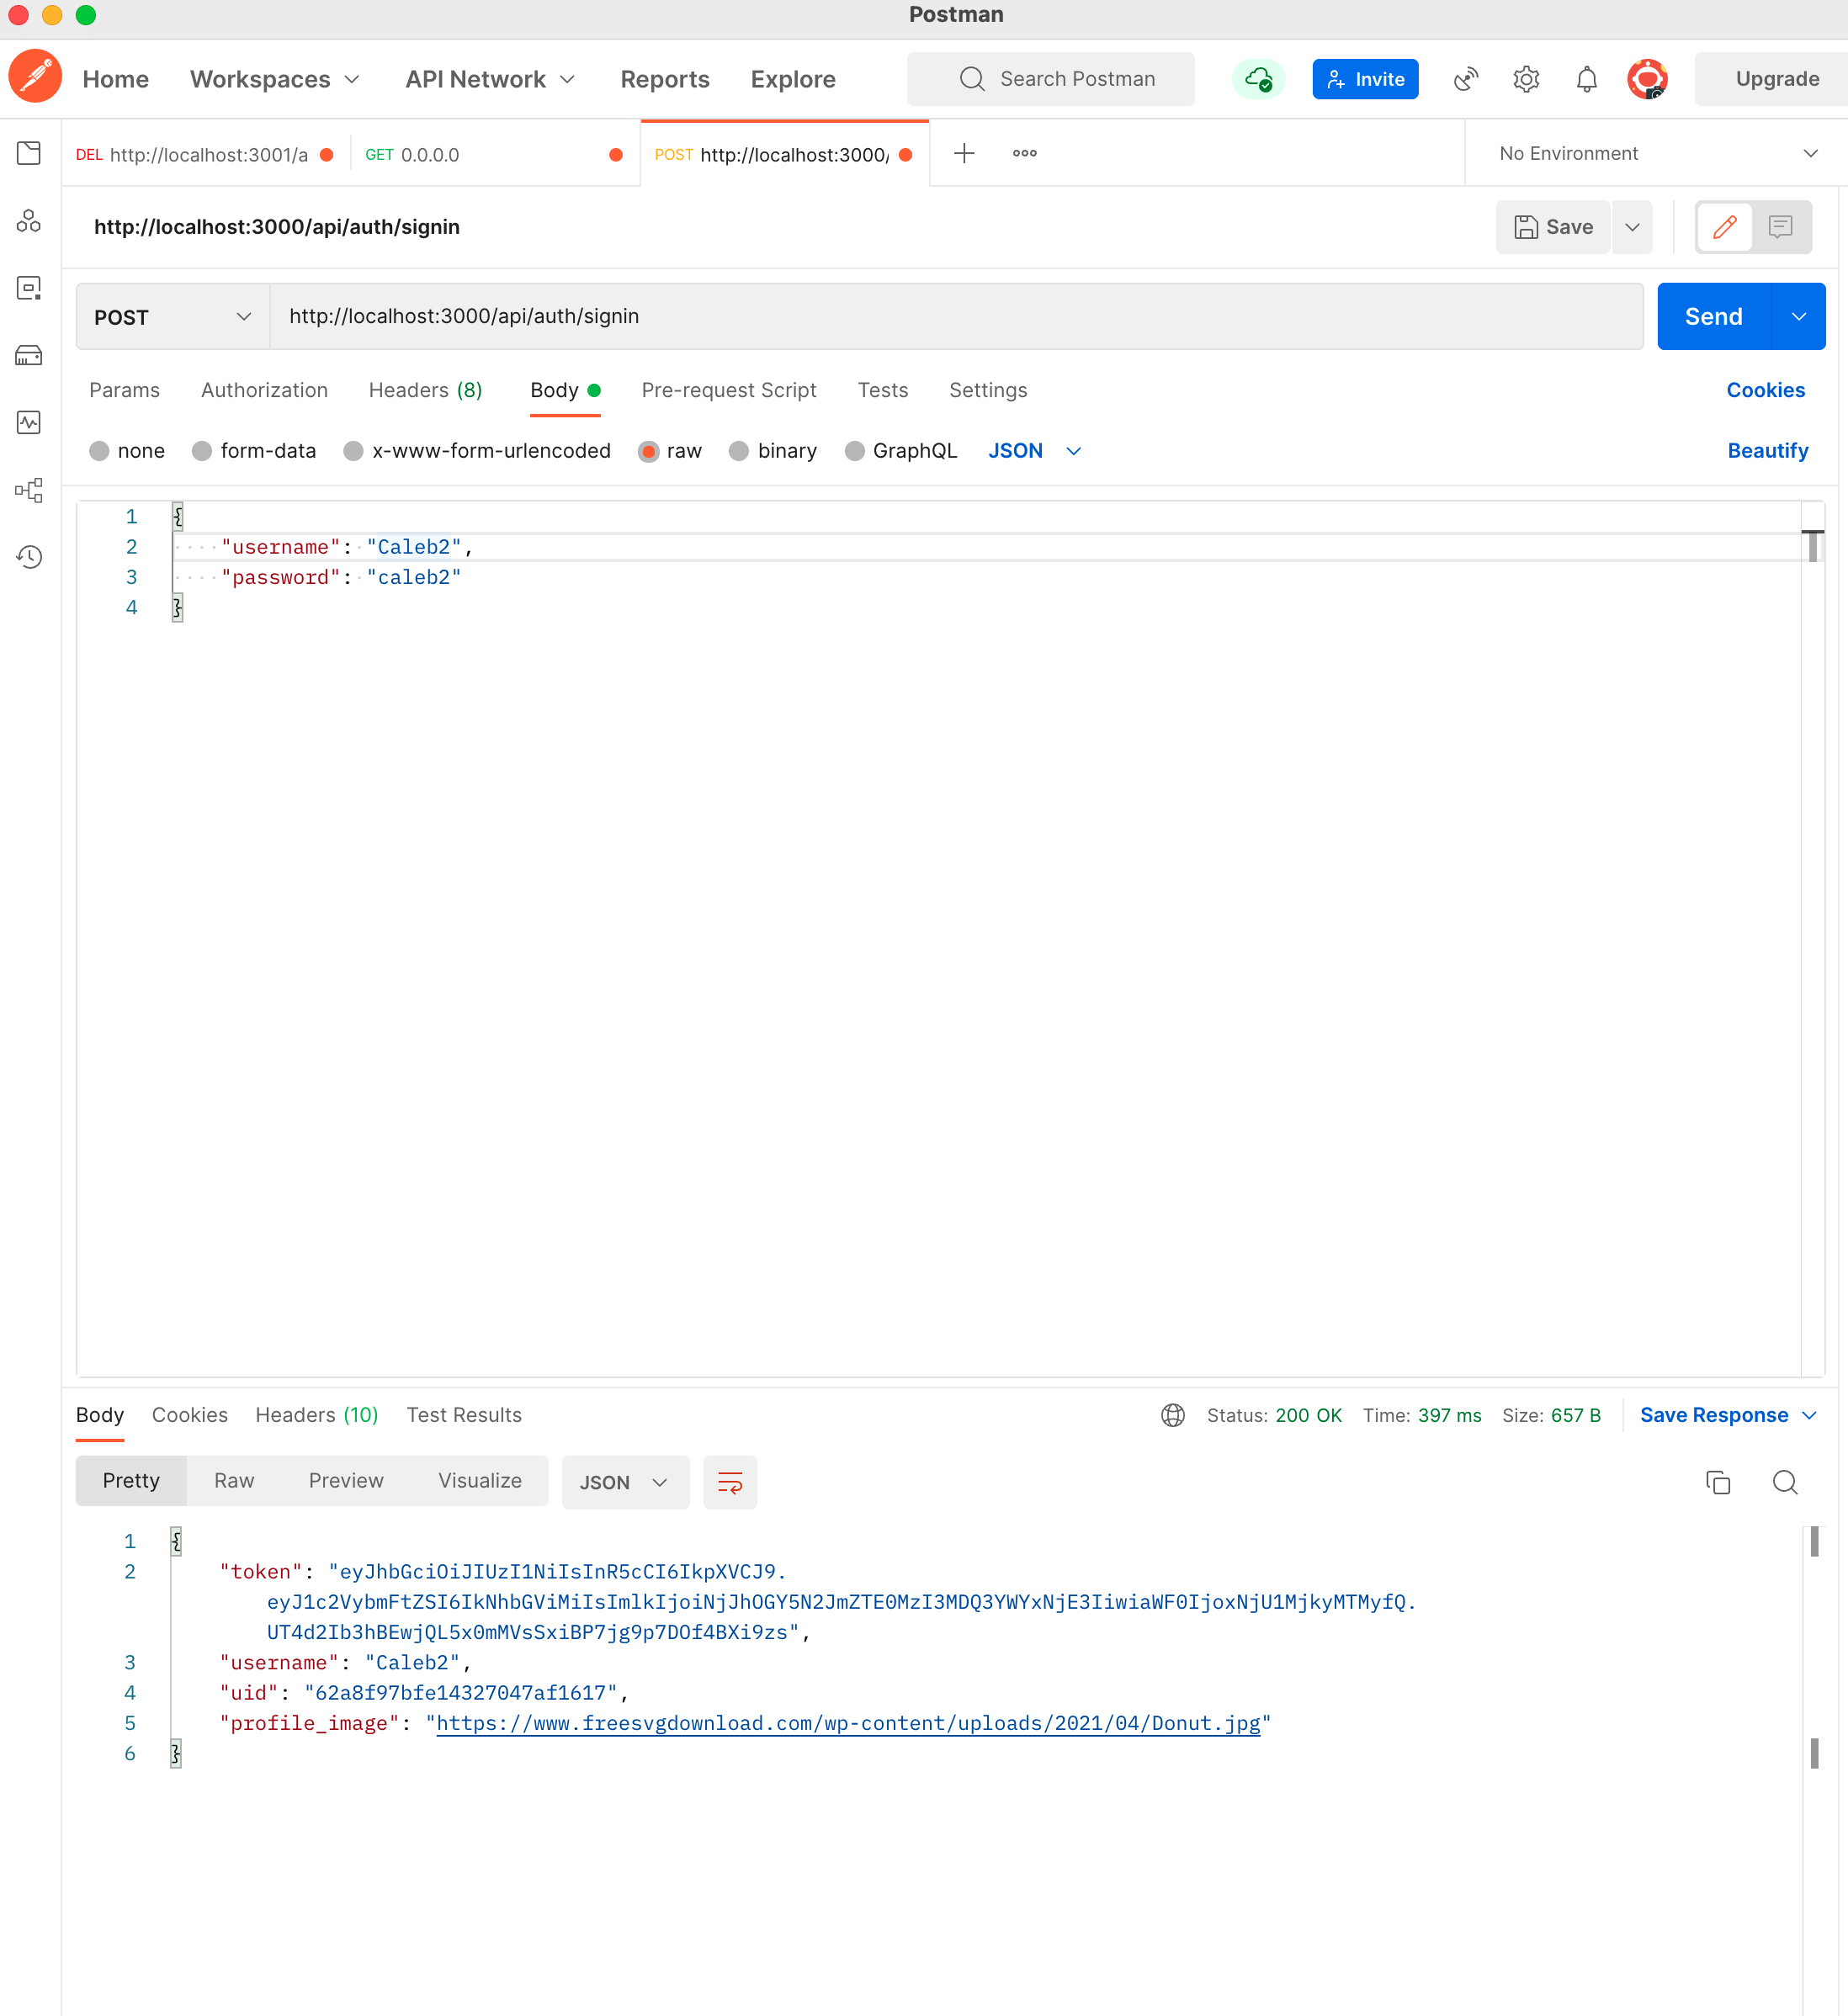 Postman
Home Workspaces API Network Reports Explore Search Postman Invite Upgrade
DEL http://localhost:3001/a GET 0.0.0.0 POST http://localhost:3000/ No Environment
http://localhost:3000/api/auth/signin Save
POST http://localhost:3000/api/auth/signin Send
Params Authorization Headers (8) Body Pre-request Script Tests Settings Cookies
none form-data x-www-form-urlencoded raw binary GraphQL JSON Beautify
1 {
2 "username": "Caleb2",
3 "password": "caleb2"
4 }
Body Cookies Headers (10) Test Results Status: 200 OK Time: 397 ms Size: 657 B Save Response
Pretty Raw Preview Visualize JSON
1 {
2 "token": "eyJhbGciOiJIUzI1NiIsInR5cCI6IkpXVCJ9.
eyJ1c2VybmFtZSI6IkNhbGViMiIsImlkIjoiNjJhOGY5N2JmZTE0MzI3MDQ3YWYxNjE3IiwiaWF0IjoxNjU1MjkyMTMyfQ.
UT4d2Ib3hBEwjQL5x0mMVsSxiBP7jg9p7DOf4BXi9zs",
3 "username": "Caleb2",
4 "uid": "62a8f97bfe14327047af1617",
5 "profile_image": "https://www.freesvgdownload.com/wp-content/uploads/2021/04/Donut.jpg"
6 }